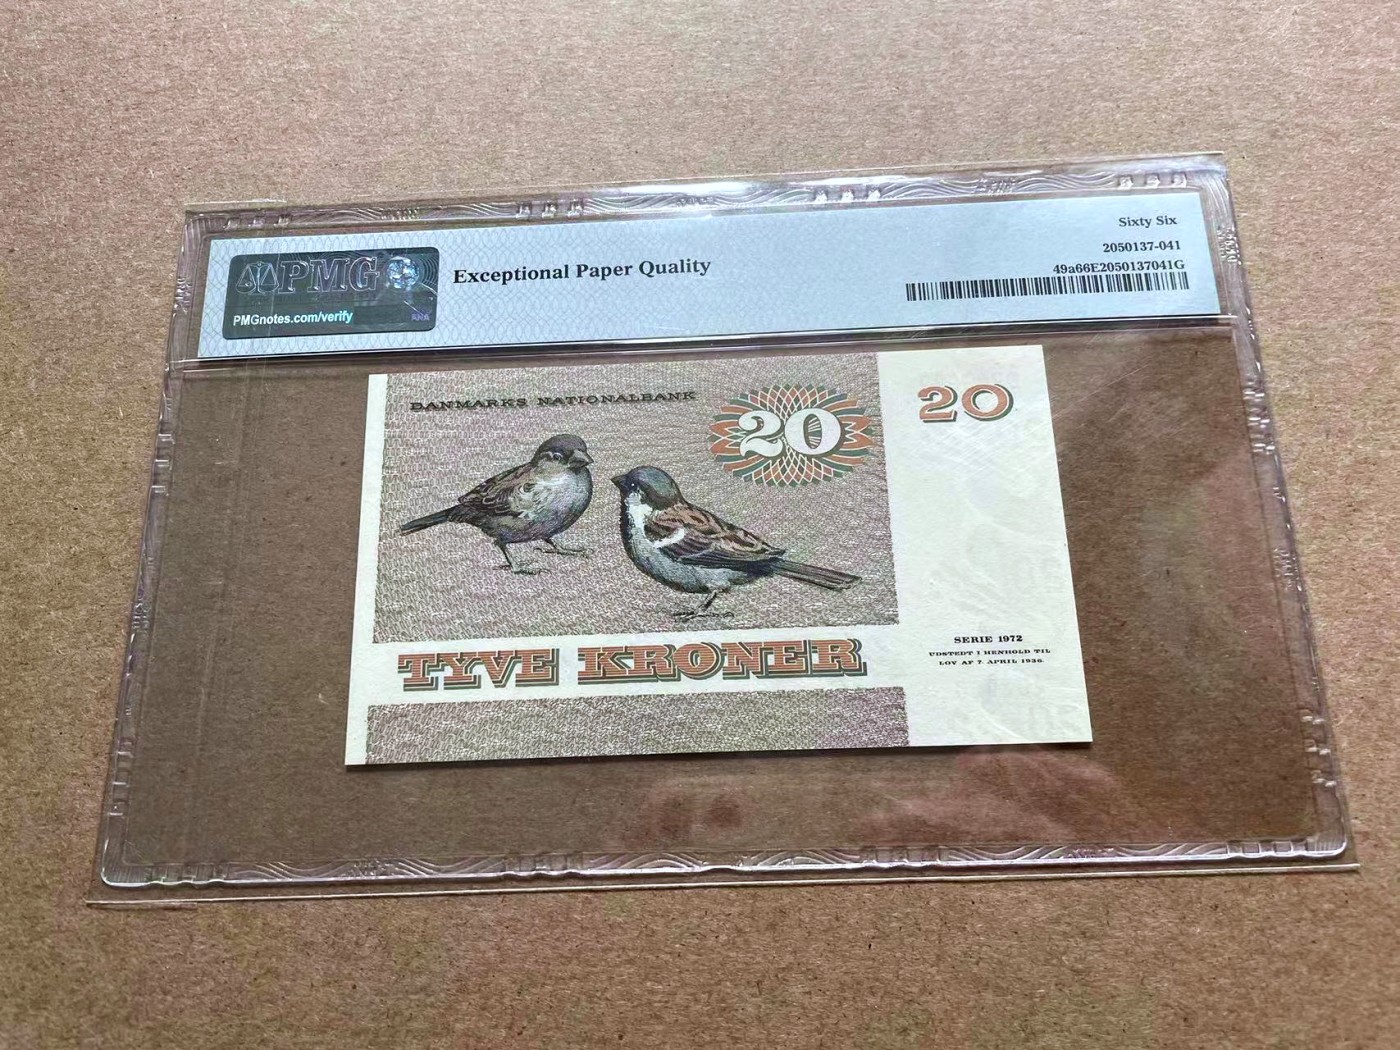 PMG
PMGnotes.com/verify
Exceptional Paper Quality
Sixty Six
2050137-041
49a66E2050137041G
DANMARKS NATIONALBANK
20
20
TYVE KRONER
SERIE 1972
UDSTEDT I HENHOLD TIL
LOV AF 7. APRIL 1936